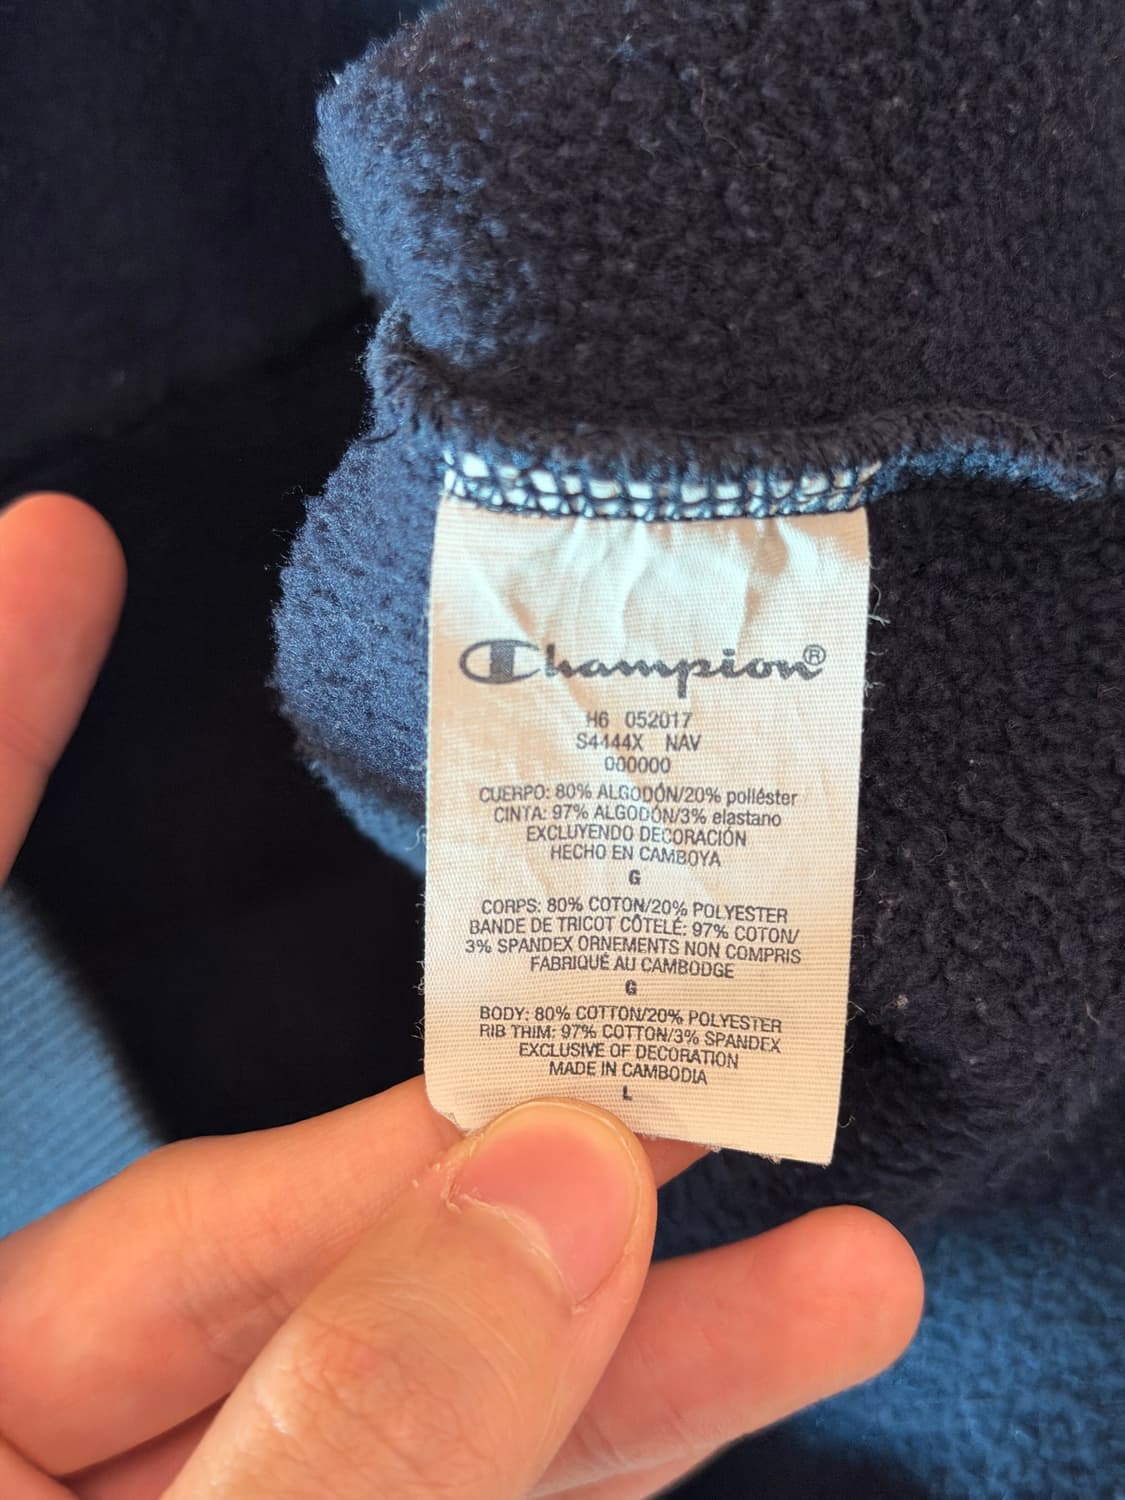 Champion®
H6 052017
S4444X NAV
000000
CUERPO: 80% ALGODÓN/20% poliéster
CINTA: 97% ALGODÓN/3% elastano
EXCLUYENDO DECORACIÓN
HECHO EN CAMBOYA
G
CORPS: 80% COTON/20% POLYESTER
BANDE DE TRICOT CÔTELÉ: 97% COTON/
3% SPANDEX ORNEMENTS NON COMPRIS
FABRIQUÉ AU CAMBODGE
G
BODY: 80% COTTON/20% POLYESTER
RIB THIM: 97% COTTON/3% SPANDEX
EXCLUSIVE OF DECORATION
MADE IN CAMBODIA
L